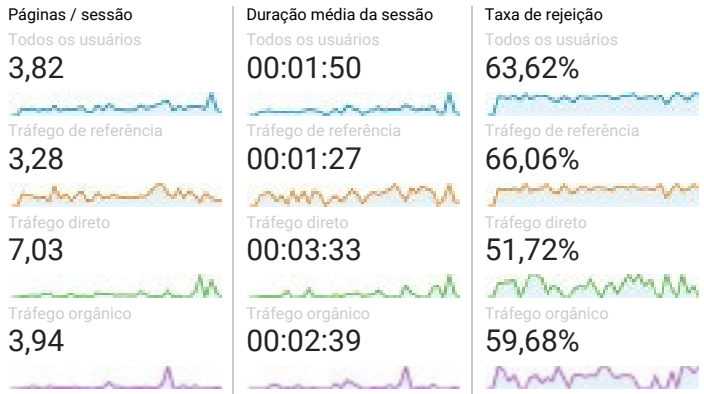 Páginas / sessão
Todos os usuários
3,82
Tráfego de referência
3,28
Tráfego direto
7,03
Tráfego orgânico
3,94
Duração média da sessão
Todos os usuários
00:01:50
Tráfego de referência
00:01:27
Tráfego direto
00:03:33
Tráfego orgânico
00:02:39
Taxa de rejeição
Todos os usuários
63,62%
Tráfego de referência
66,06%
Tráfego direto
51,72%
Tráfego orgânico
59,68%